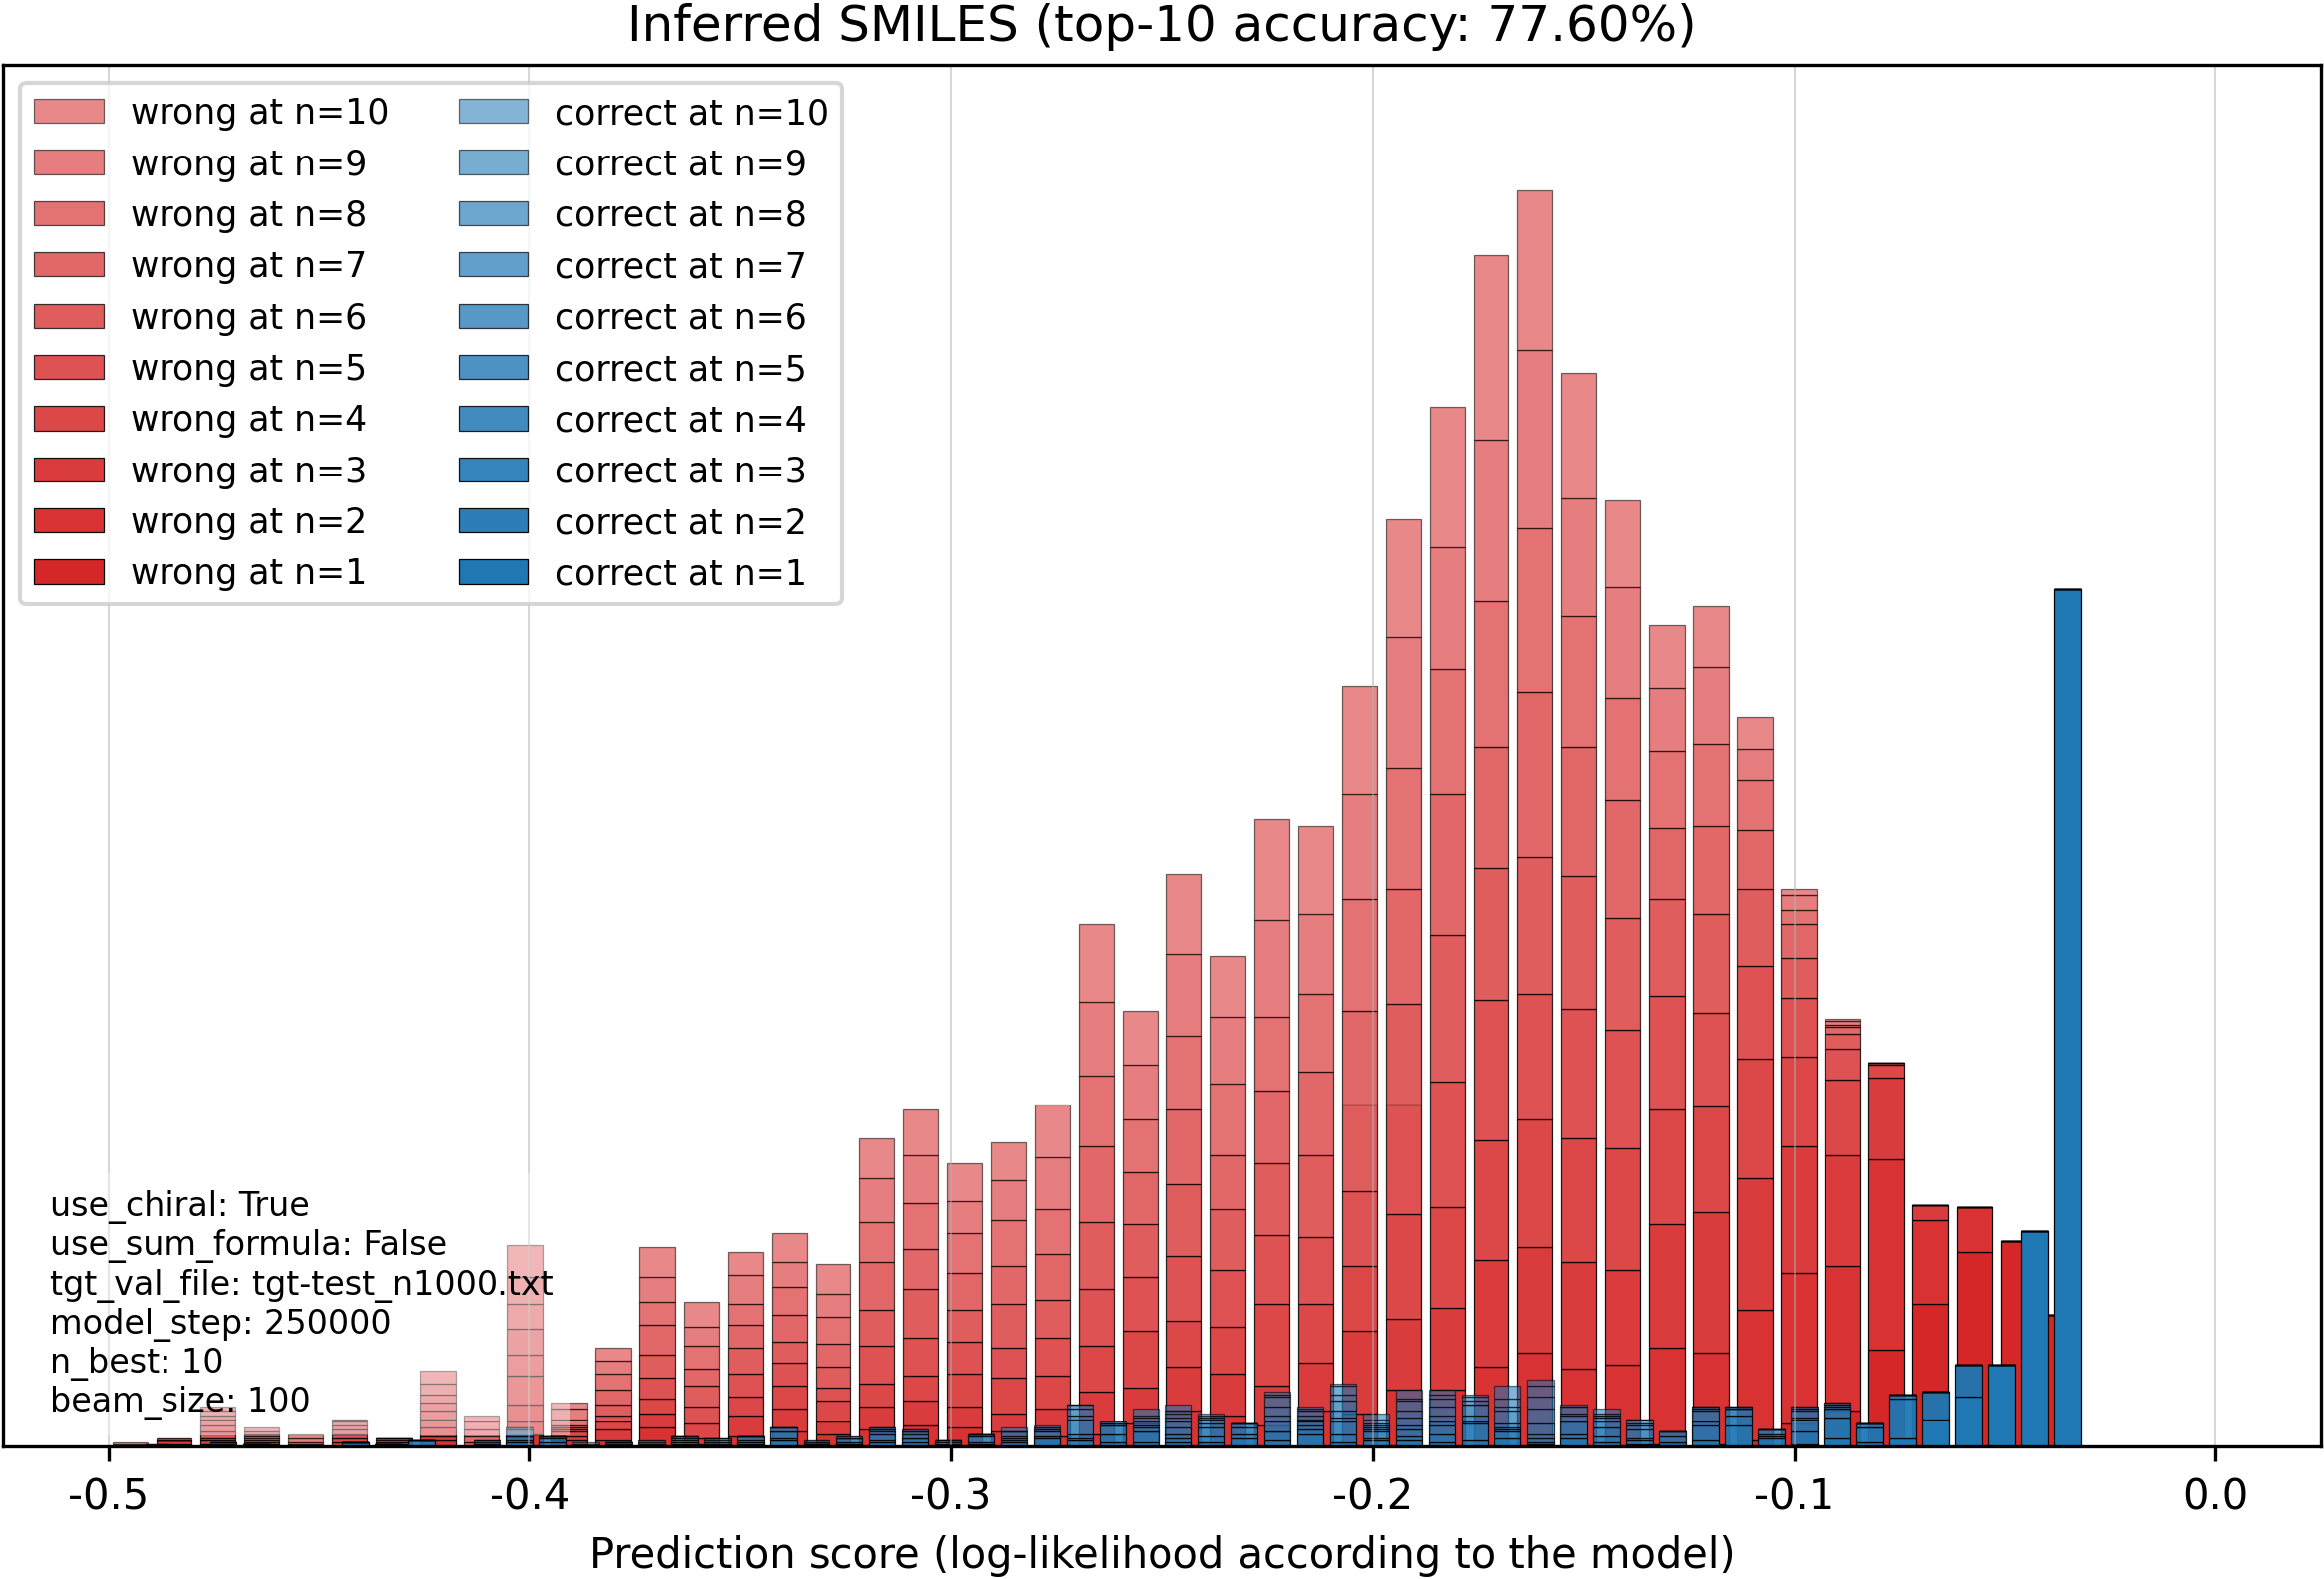 Inferred SMILES (top-10 accuracy: 77.60%)
wrong at n=10
wrong at n=9
wrong at n=8
wrong at n=7
wrong at n=6
wrong at n=5
wrong at n=4
wrong at n=3
wrong at n=2
wrong at n=1
correct at n=10
correct at n=9
correct at n=8
correct at n=7
correct at n=6
correct at n=5
correct at n=4
correct at n=3
correct at n=2
correct at n=1
use_chiral: True
use_sum_formula: False
tgt_val_file: tgt-test_n1000.txt
model_step: 250000
n_best: 10
beam_size: 100
-0.5 -0.4 -0.3 -0.2 -0.1 0.0
Prediction score (log-likelihood according to the model)